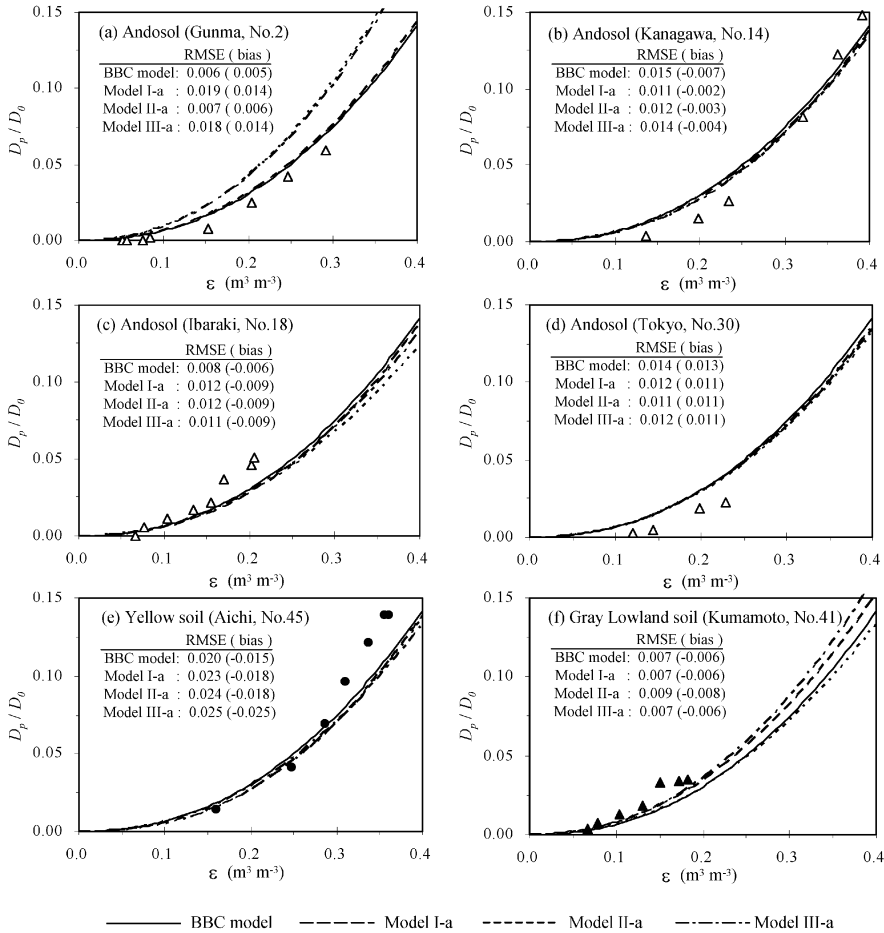 (a) Andosol (Gunma, No.2)
RMSE ( bias)
BBC model: 0.006 ( 0.005)
Model I-a : 0.019 ( 0.014)
Model II-a : 0.007 ( 0.006)
Model III-a : 0.018 ( 0.014)
0.15
0.10
0.05
0.00
Dp / D0
0.0 0.1 0.2 0.3 0.4
ε (m3 m-3)
(b) Andosol (Kanagawa, No.14)
RMSE ( bias)
BBC model: 0.015 (-0.007)
Model I-a : 0.011 (-0.002)
Model II-a : 0.012 (-0.003)
Model III-a : 0.014 (-0.004)
0.15
0.10
0.05
0.00
Dp / D0
0.0 0.1 0.2 0.3 0.4
ε (m3 m-3)
(c) Andosol (Ibaraki, No.18)
RMSE ( bias)
BBC model: 0.008 (-0.006)
Model I-a : 0.012 (-0.009)
Model II-a : 0.012 (-0.009)
Model III-a : 0.011 (-0.009)
0.15
0.10
0.05
0.00
Dp / D0
0.0 0.1 0.2 0.3 0.4
ε (m3 m-3)
(d) Andosol (Tokyo, No.30)
RMSE ( bias)
BBC model: 0.014 ( 0.013)
Model I-a : 0.012 ( 0.011)
Model II-a : 0.011 ( 0.011)
Model III-a : 0.012 ( 0.011)
0.15
0.10
0.05
0.00
Dp / D0
0.0 0.1 0.2 0.3 0.4
ε (m3 m-3)
(e) Yellow soil (Aichi, No.45)
RMSE ( bias)
BBC model: 0.020 (-0.015)
Model I-a : 0.023 (-0.018)
Model II-a : 0.024 (-0.018)
Model III-a : 0.025 (-0.025)
0.15
0.10
0.05
0.00
Dp / D0
0.0 0.1 0.2 0.3 0.4
ε (m3 m-3)
(f) Gray Lowland soil (Kumamoto, No.41)
RMSE ( bias)
BBC model: 0.007 (-0.006)
Model I-a : 0.007 (-0.006)
Model II-a : 0.009 (-0.008)
Model III-a : 0.007 (-0.006)
0.15
0.10
0.05
0.00
Dp / D0
0.0 0.1 0.2 0.3 0.4
ε (m3 m-3)
BBC model Model I-a Model II-a Model III-a